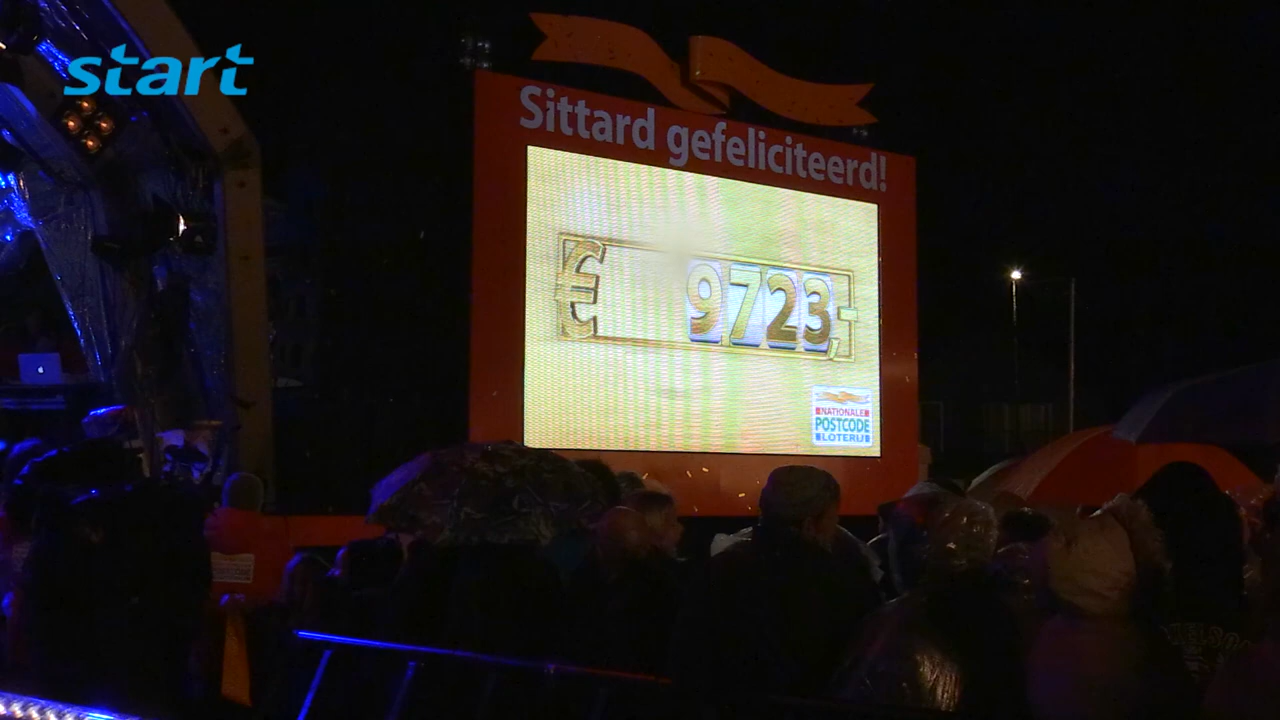 start
Sittard gefeliciteerd!
€ 9723,-
NATIONALE
POSTCODE
LOTERIJ